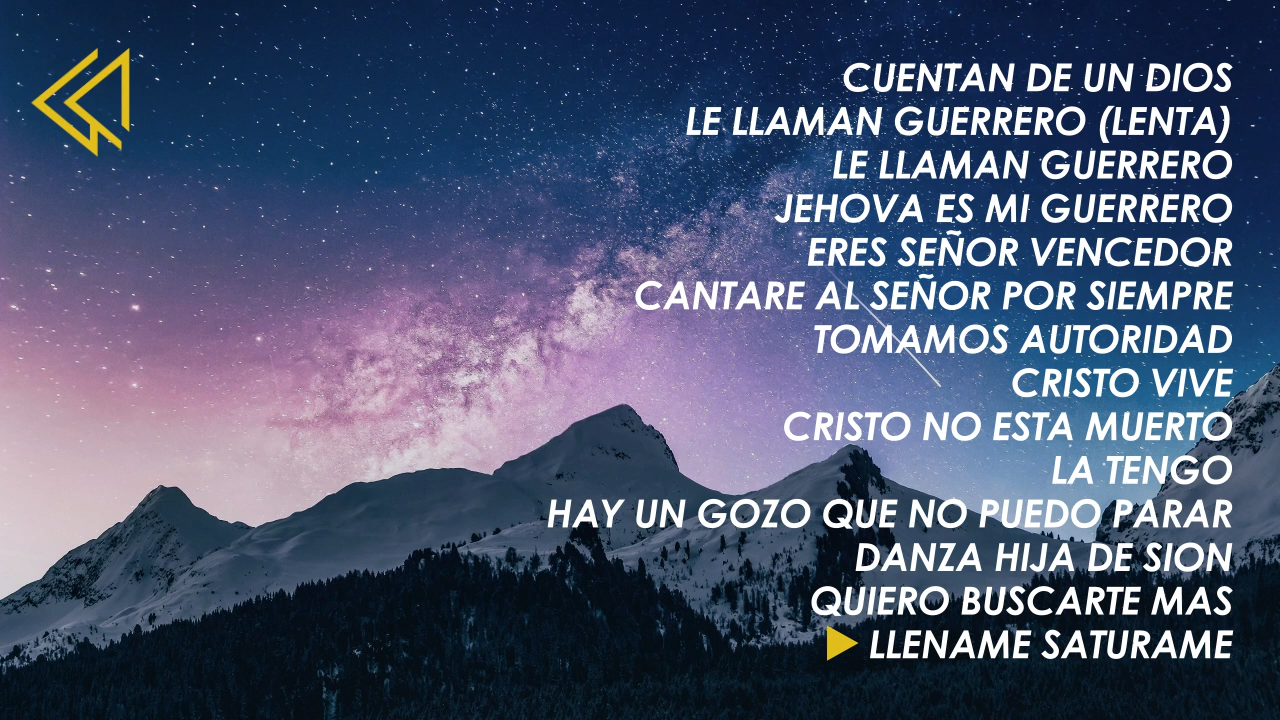 CUENTAN DE UN DIOS
LE LLAMAN GUERRERO (LENTA)
LE LLAMAN GUERRERO
JEHOVA ES MI GUERRERO
ERES SEÑOR VENCEDOR
CANTARE AL SEÑOR POR SIEMPRE
TOMAMOS AUTORIDAD
CRISTO VIVE
CRISTO NO ESTA MUERTO
LA TENGO
HAY UN GOZO QUE NO PUEDO PARAR
DANZA HIJA DE SION
QUIERO BUSCARTE MAS
LLENAME SATURAME